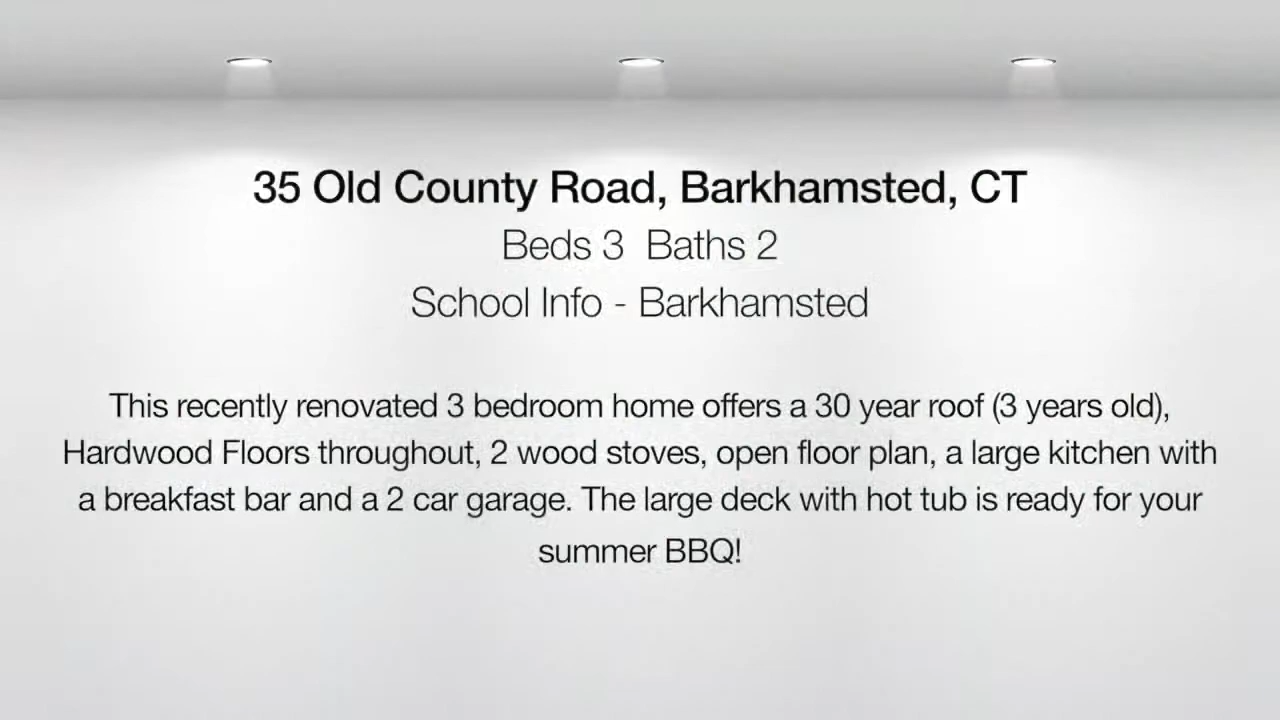 35 Old County Road, Barkhamsted, CT
Beds 3  Baths 2
School Info - Barkhamsted
This recently renovated 3 bedroom home offers a 30 year roof (3 years old),
Hardwood Floors throughout, 2 wood stoves, open floor plan, a large kitchen with
a breakfast bar and a 2 car garage. The large deck with hot tub is ready for your
summer BBQ!